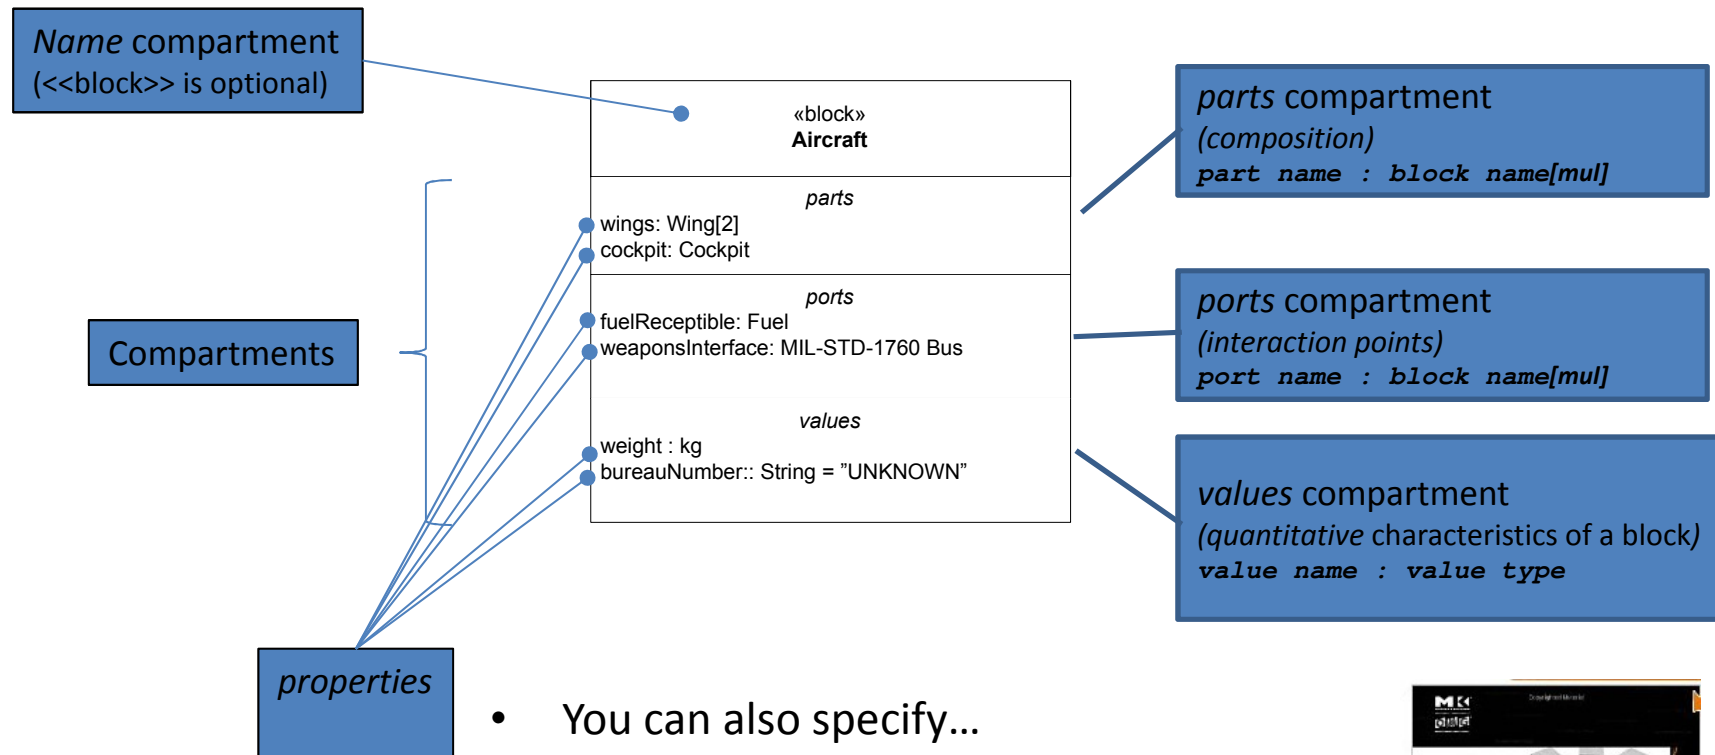 Name compartment
(<<block>> is optional)
«block»
Aircraft
parts
wings: Wing[2]
cockpit: Cockpit
ports
fuelReceptible: Fuel
weaponsInterface: MIL-STD-1760 Bus
values
weight : kg
bureauNumber:: String = ”UNKNOWN”
Compartments
properties
parts compartment
(composition)
part name : block name[mul]
ports compartment
(interaction points)
port name : block name[mul]
values compartment
(quantitative characteristics of a block)
value name : value type
• You can also specify…
MK
OMG